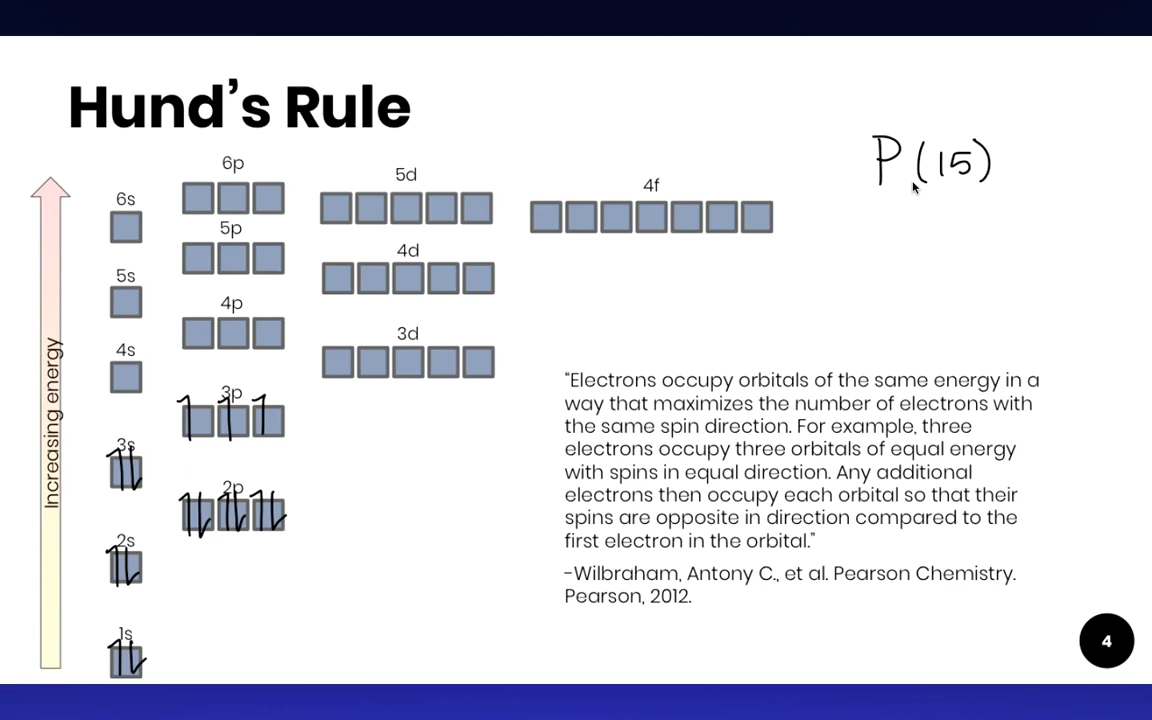 Hund's Rule
P(15)
6p
5d
4f
6s
5p
4d
5s
4p
3d
4s
3p
3s
2p
2s
1s
Increasing energy
“Electrons occupy orbitals of the same energy in a
way that maximizes the number of electrons with
the same spin direction. For example, three
electrons occupy three orbitals of equal energy
with spins in equal direction. Any additional
electrons then occupy each orbital so that their
spins are opposite in direction compared to the
first electron in the orbital.”
-Wilbraham, Antony C., et al. Pearson Chemistry.
Pearson, 2012.
4